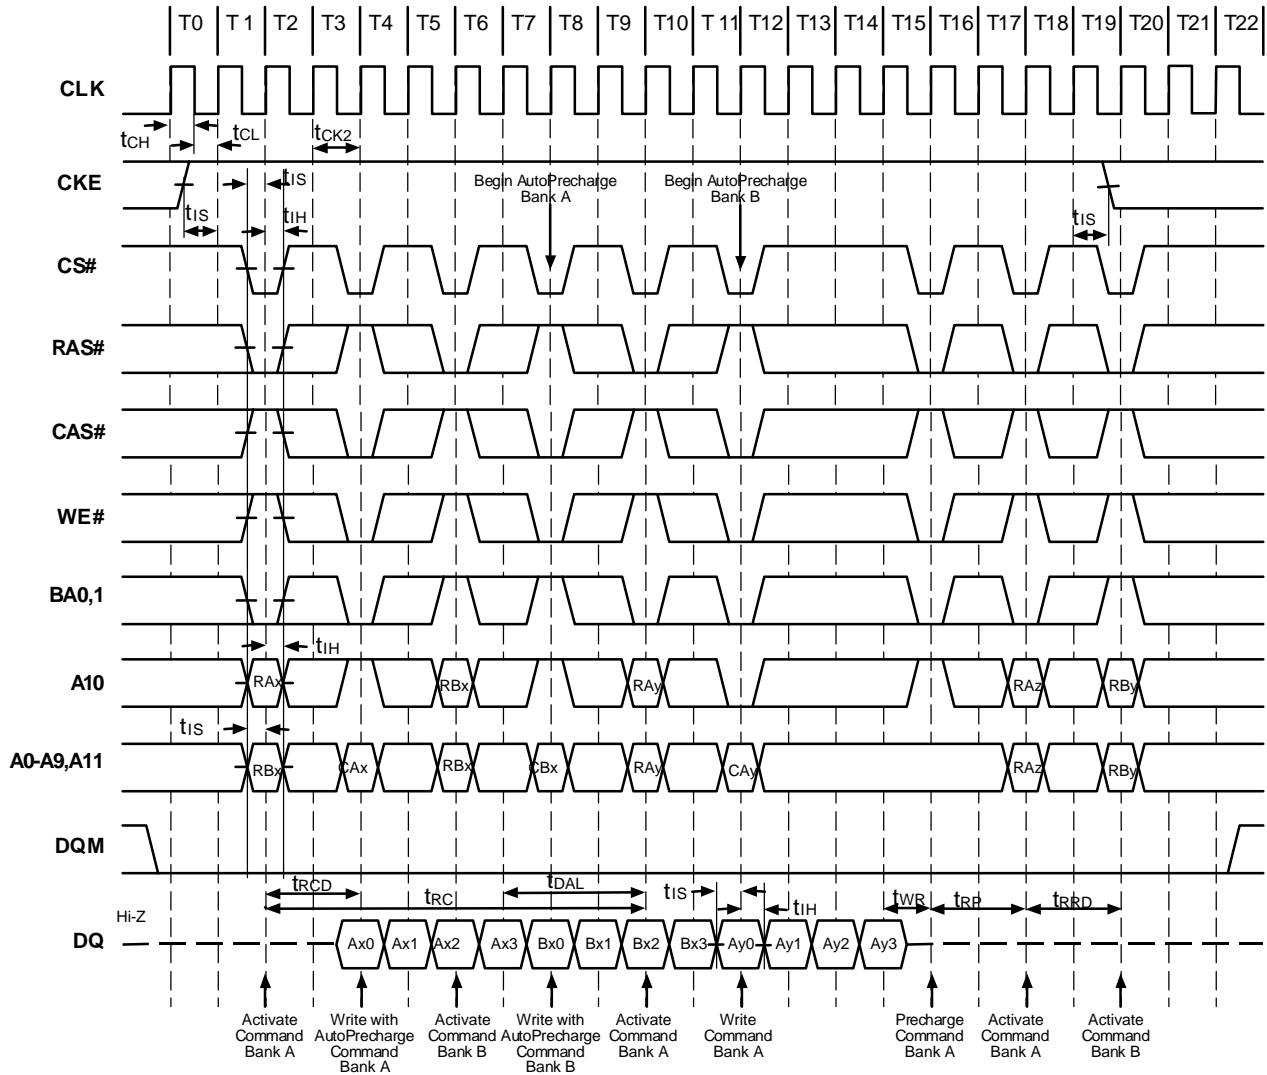 T0 T 1 T2 T3 T4 T5 T6 T7 T8 T9 T10 T 11 T12 T13 T14 T15 T16 T17 T18 T19 T20 T21 T22
CLK
tCH tCL tCK2
CKE
tIS
tIS
tIH
Begin AutoPrecharge
Bank A
Begin AutoPrecharge
Bank B
tIS
CS#
RAS#
CAS#
WE#
BA0,1
tIH
A10
RAx RBx RAy RAz RBy
tIS
A0-A9,A11
RBx CAx RBx CBx RAy CAy RAz RBy
DQM
tRCD
tRC
tDAL
tIS
tIH
tWR tRP tRRD
Hi-Z
DQ
Ax0 Ax1 Ax2 Ax3 Bx0 Bx1 Bx2 Bx3 Ay0 Ay1 Ay2 Ay3
Activate
Command
Bank A
Write with
AutoPrecharge
Command
Bank A
Activate
Command
Bank B
Write with
AutoPrecharge
Command
Bank B
Activate
Command
Bank A
Write
Command
Bank A
Precharge
Command
Bank A
Activate
Command
Bank A
Activate
Command
Bank B